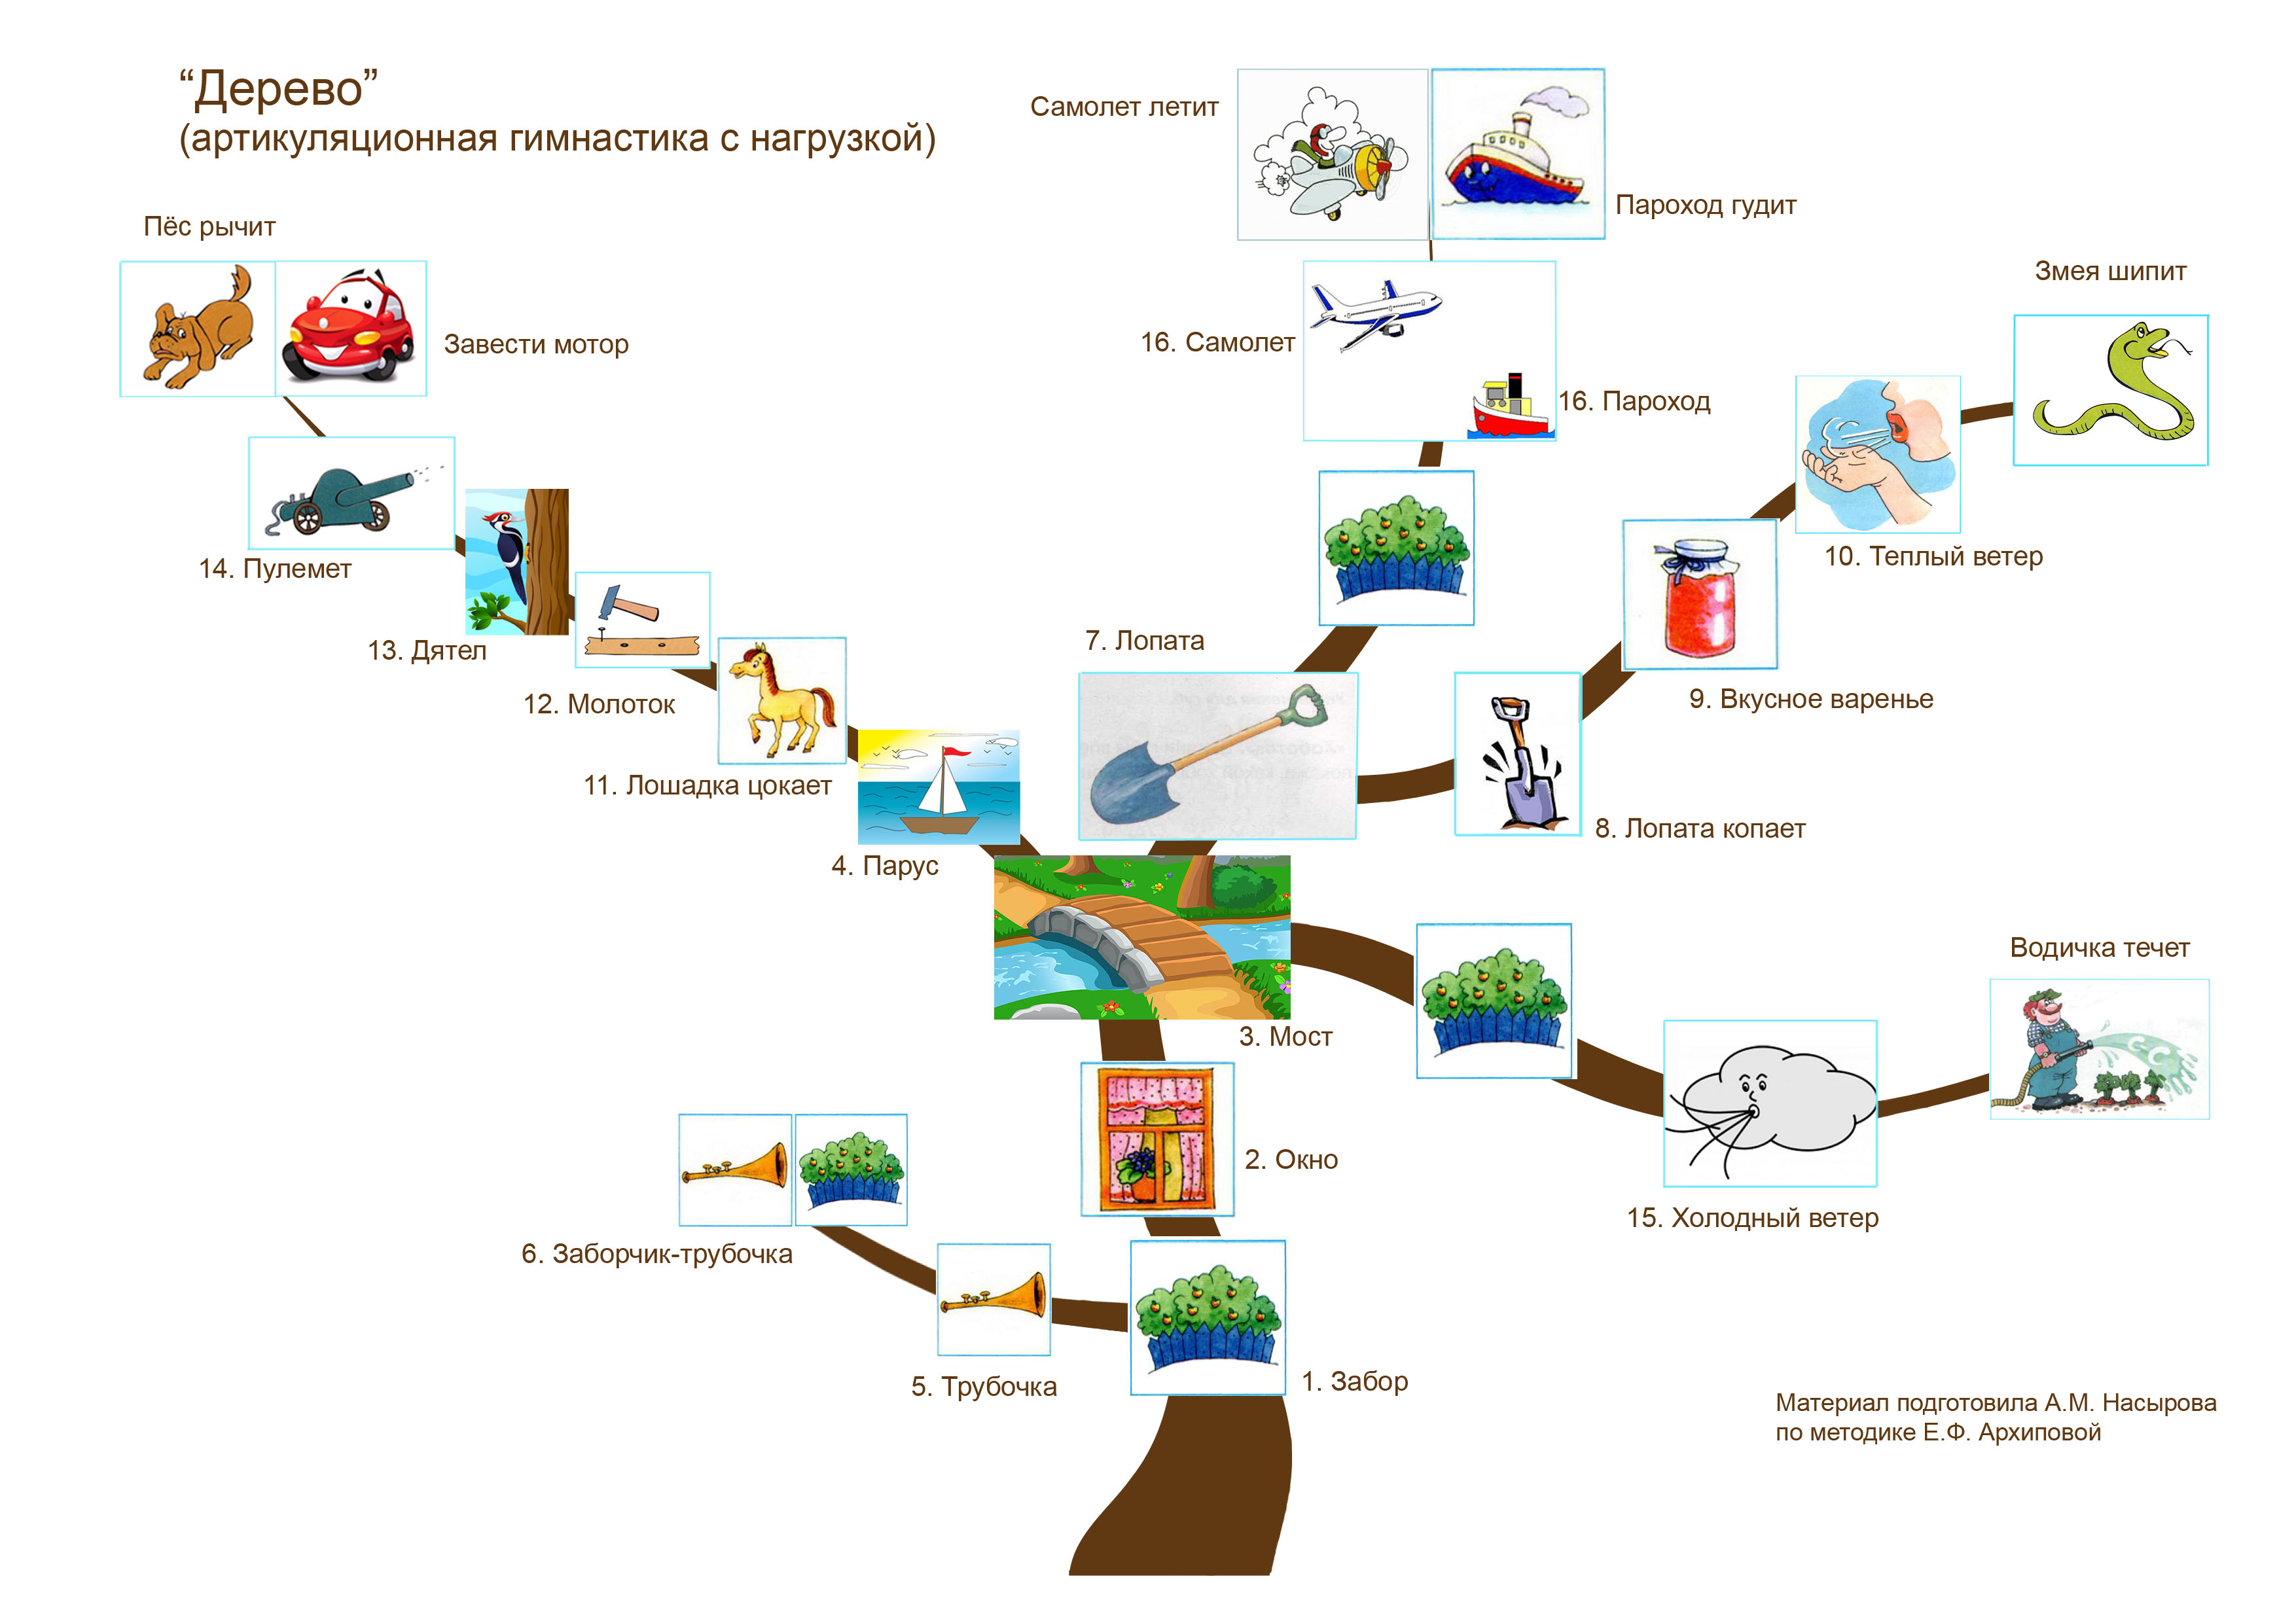 “Дерево”
(артикуляционная гимнастика с нагрузкой)
Самолет летит
Пароход гудит
Пёс рычит
Завести мотор
Змея шипит
16. Самолет
16. Пароход
14. Пулемет
10. Теплый ветер
13. Дятел
7. Лопата
12. Молоток
9. Вкусное варенье
11. Лошадка цокает
8. Лопата копает
4. Парус
Водичка течет
3. Мост
2. Окно
15. Холодный ветер
6. Заборчик-трубочка
5. Трубочка
1. Забор
Материал подготовила А.М. Насырова
по методике Е.Ф. Архиповой